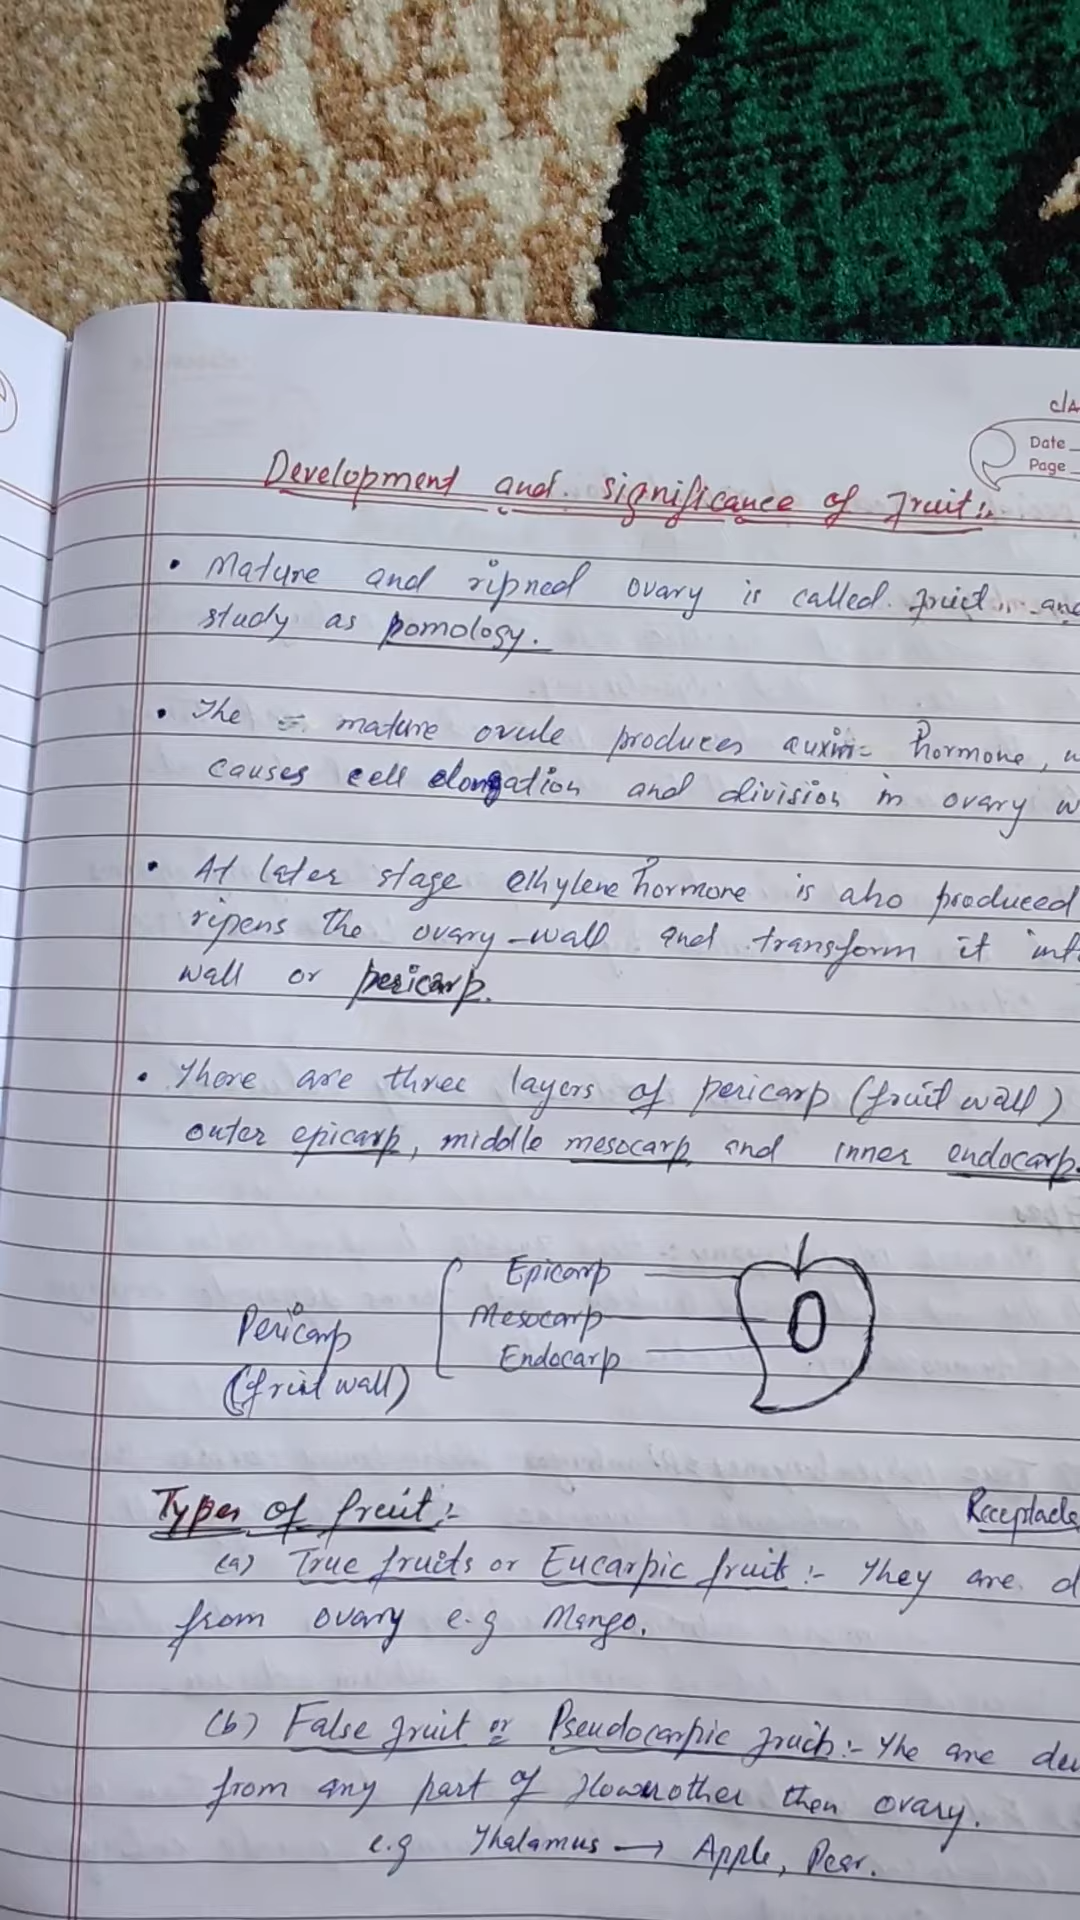 Date
Page
Development and significance of Fruit:-
• Mature and ripned ovary is called fruit, and
study as pomology.
• The mature ovule produces auxin hormone,
causes cell elongation and division in ovary w
• At later stage ethylene hormone is also produced
ripens the ovary-wall and transform it int
wall or pericarp.
• There are three layers of pericarp (fruit wall)
outer epicarp, middle mesocarp and inner endocarp.
Epicarp
Mesocarp
Pericarp
Endocarp
(fruit wall)
Types of fruit:-
Receptacle
(a) True fruits or Eucarpic fruit:- They are d
from ovary e.g Mango.
(b) False fruit or Pseudocarpic fruit:- The are dev
from any part of flower other then ovary.
e.g Thalamus → Apple, Pear.